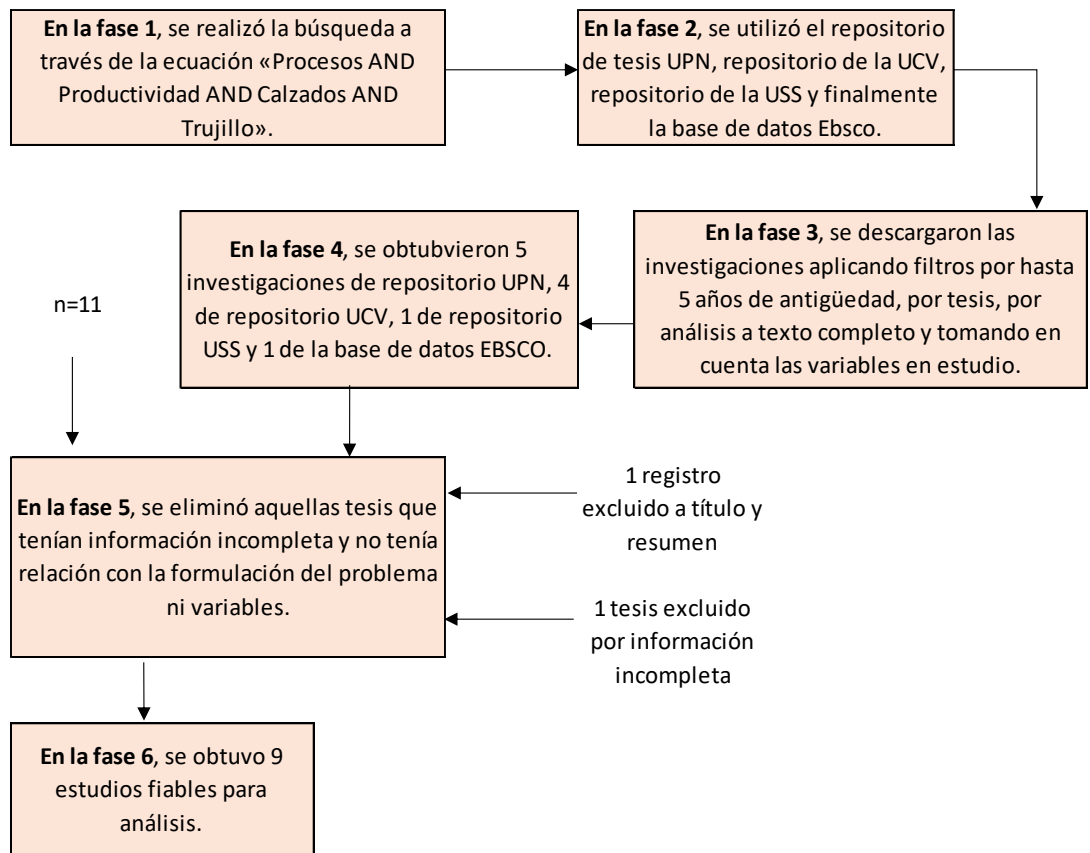 En la fase 1, se realizó la búsqueda a
través de la ecuación «Procesos AND
Productividad AND Calzados AND
Trujillo».
En la fase 2, se utilizó el repositorio
de tesis UPN, repositorio de la UCV,
repositorio de la USS y finalmente
la base de datos Ebsco.
En la fase 3, se descargaron las
investigaciones aplicando filtros por hasta
5 años de antigüedad, por tesis, por
análisis a texto completo y tomando en
cuenta las variables en estudio.
En la fase 4, se obtubvieron 5
investigaciones de repositorio UPN, 4
de repositorio UCV, 1 de repositorio
USS y 1 de la base de datos EBSCO.
n=11
En la fase 5, se eliminó aquellas tesis que
tenían información incompleta y no tenía
relación con la formulación del problema
ni variables.
1 registro
excluido a título y
resumen
1 tesis excluido
por información
incompleta
En la fase 6, se obtuvo 9
estudios fiables para
análisis.